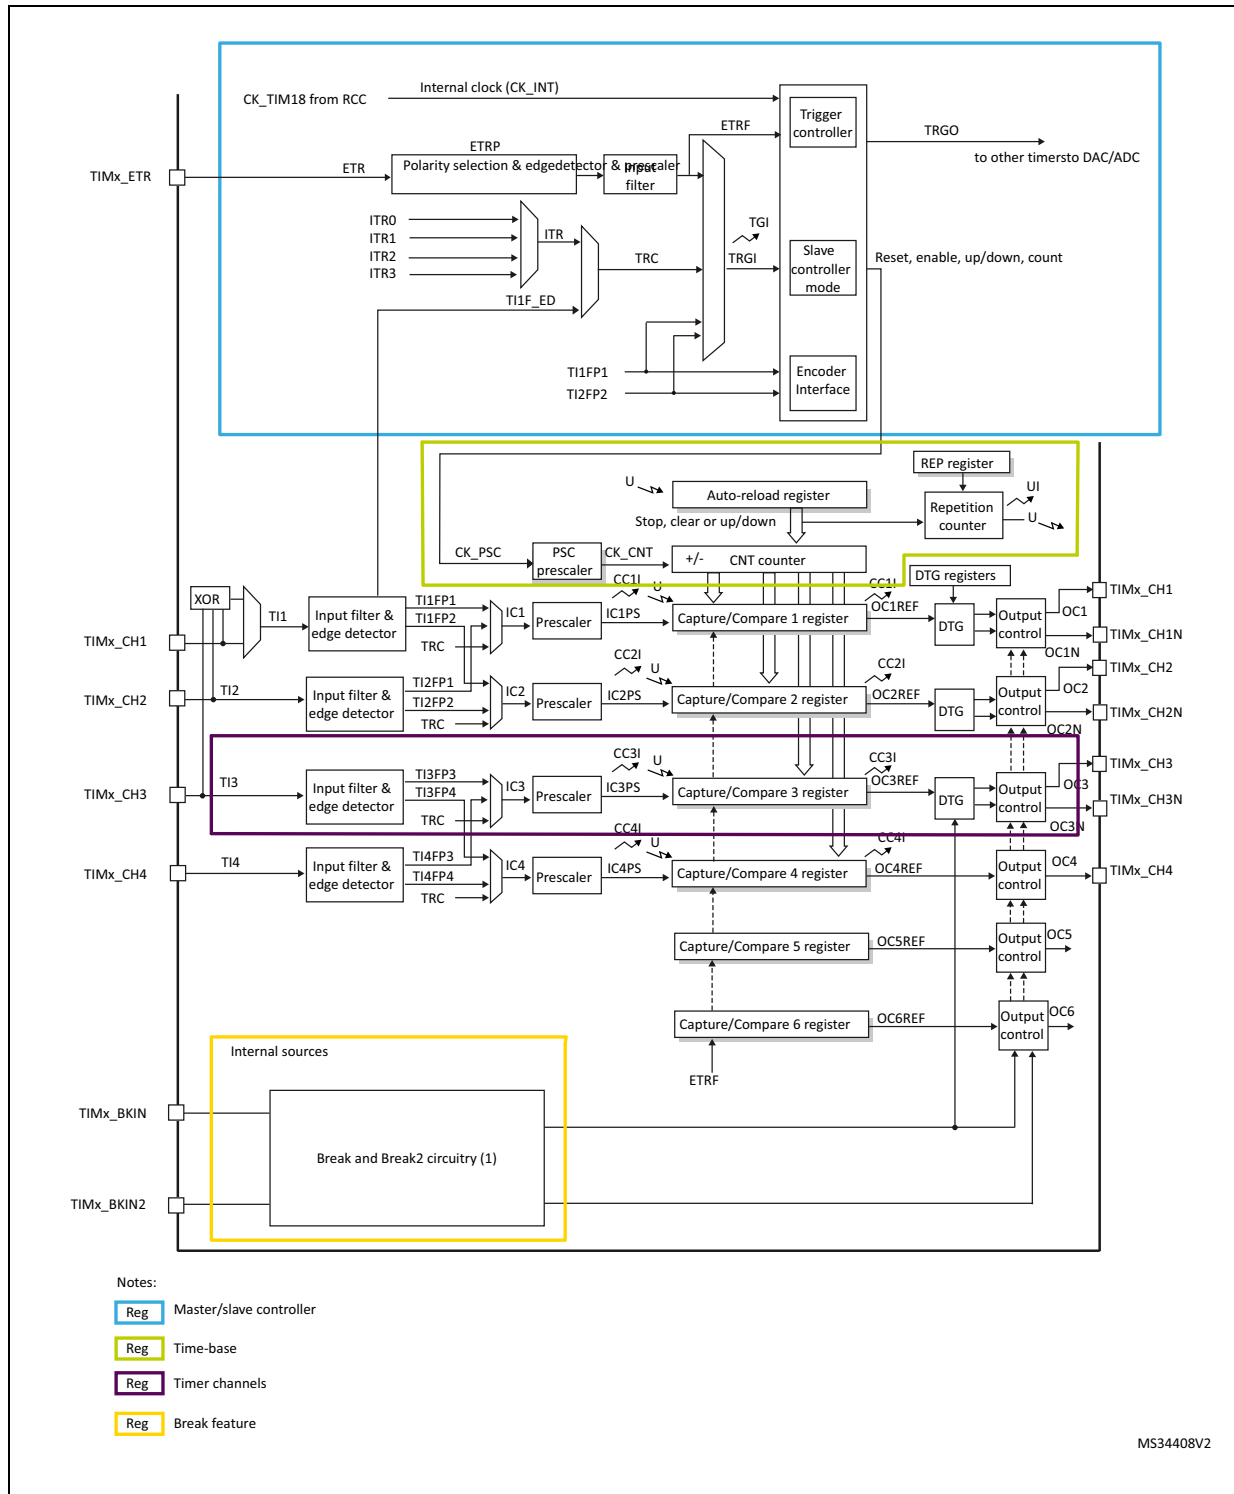 Internal clock (CK_INT)
CK_TIM18 from RCC
Trigger
controller
ETRF
TRGO
to other timersto DAC/ADC
ETRP
TIMx_ETR
ETR
Polarity selection & edgedetector & prescaler
Input
filter
ITR0
ITR1
ITR2
ITR3
ITR
TGI
TRC
TRGI
Slave
controller
mode
Reset, enable, up/down, count
TI1F_ED
TI1FP1
TI2FP2
Encoder
Interface
REP register
U
Auto-reload register
UI
Repetition
counter
U
Stop, clear or up/down
CK_PSC
PSC
prescaler
CK_CNT
+/-
CNT counter
DTG registers
XOR
TI1
Input filter &
edge detector
TI1FP1
TI1FP2
TRC
IC1
Prescaler
CC1I
U
IC1PS
Capture/Compare 1 register
CC1I
OC1REF
DTG
Output
control
OC1
TIMx_CH1
TIMx_CH1
TIMx_CH1N
OC1N
TIMx_CH2
TI2
Input filter &
edge detector
TI2FP1
TI2FP2
TRC
IC2
Prescaler
CC2I
U
IC2PS
Capture/Compare 2 register
CC2I
OC2REF
DTG
Output
control
OC2
TIMx_CH2
TIMx_CH2N
OC2N
TIMx_CH3
TI3
Input filter &
edge detector
TI3FP3
TI3FP4
TRC
IC3
Prescaler
CC3I
U
IC3PS
Capture/Compare 3 register
CC3I
OC3REF
DTG
Output
control
OC3
TIMx_CH3
TIMx_CH3N
OC3N
TIMx_CH4
TI4
Input filter &
edge detector
TI4FP3
TI4FP4
TRC
IC4
Prescaler
CC4I
U
IC4PS
Capture/Compare 4 register
CC4I
OC4REF
Output
control
OC4
TIMx_CH4
Capture/Compare 5 register
OC5REF
Output
control
OC5
Capture/Compare 6 register
OC6REF
Output
control
OC6
ETRF
Internal sources
TIMx_BKIN
Break and Break2 circuitry (1)
TIMx_BKIN2
Notes:
Reg Master/slave controller
Reg Time-base
Reg Timer channels
Reg Break feature
MS34408V2